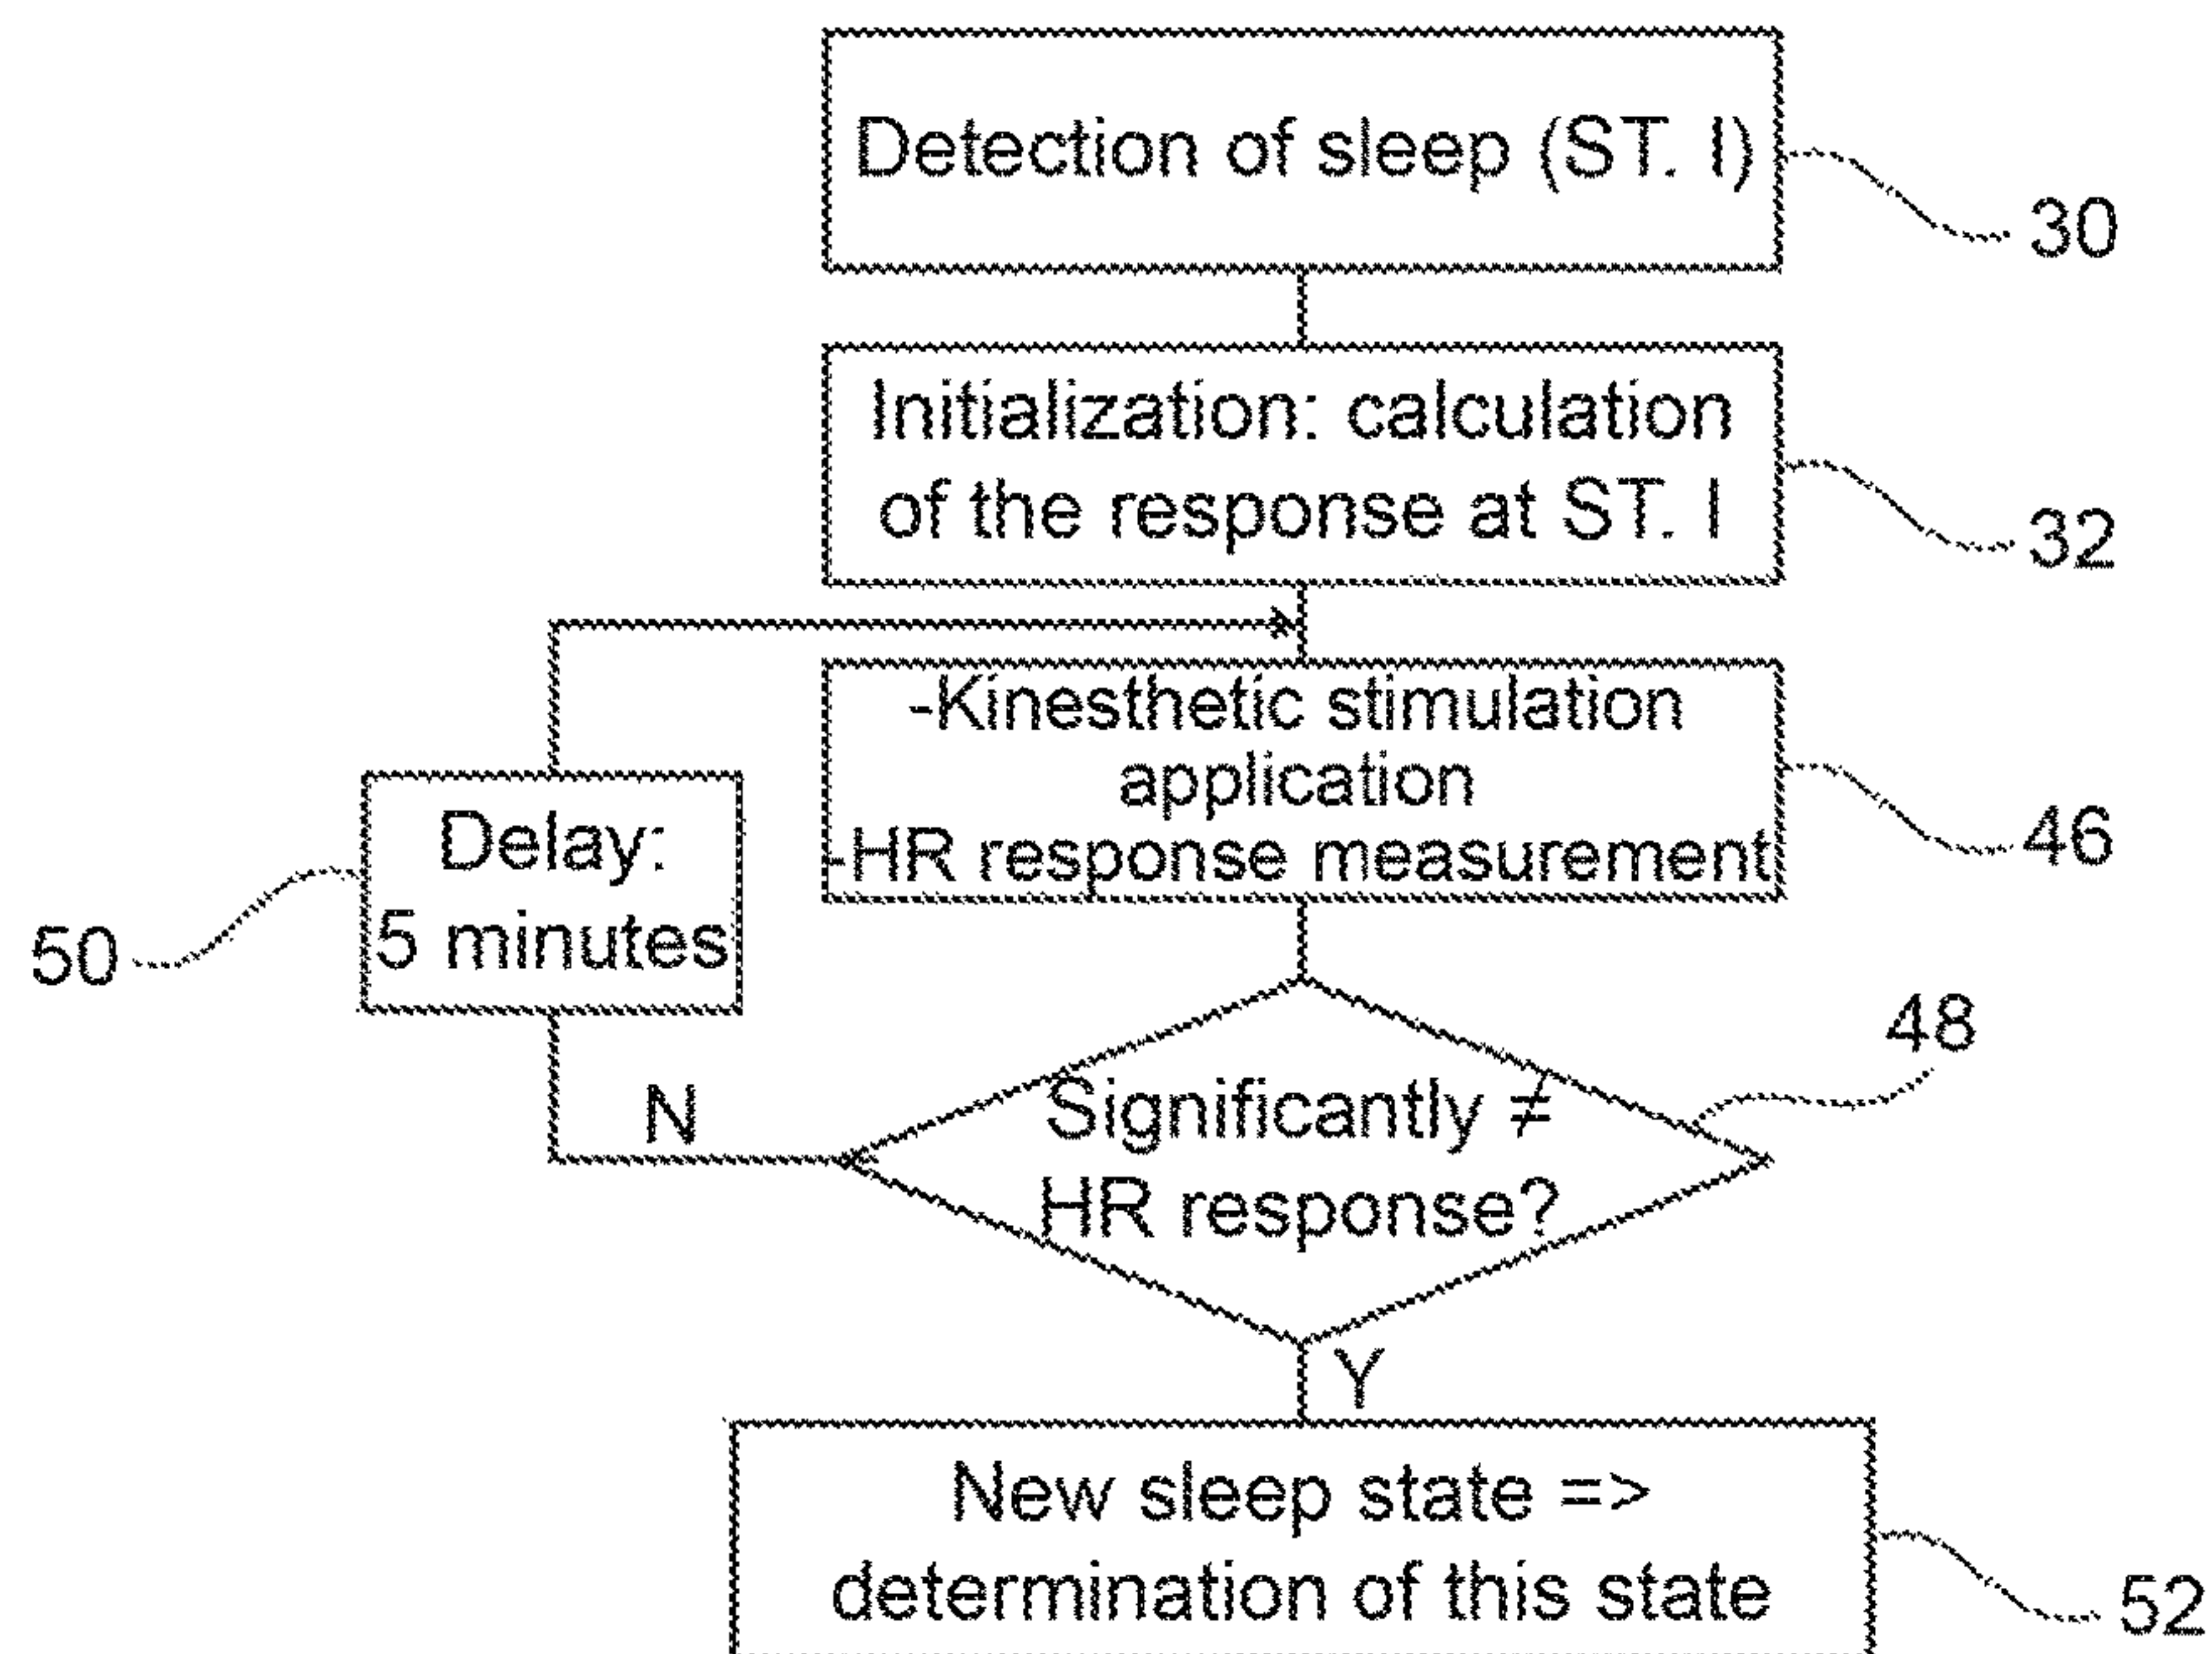 Detection of sleep (ST. I)
30
Initialization: calculation
of the response at ST. I
32
-Kinesthetic stimulation
application
-HR response measurement
46
Delay:
5 minutes
50
48
Significantly ≠
HR response?
N
Y
New sleep state =>
determination of this state
52